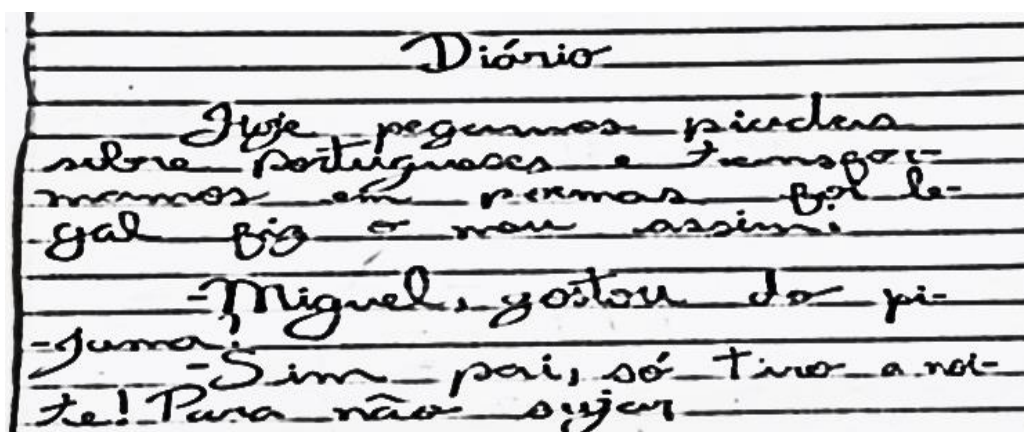 Diário
Hoje pegamos piadas
sobre portugueses e transfor-
mamos em poemas foi le-
gal fiz o meu assim:
-Miguel, gostou do pi-
-jama?
-Sim pai, só tiro a noi-
te! Para não sujar